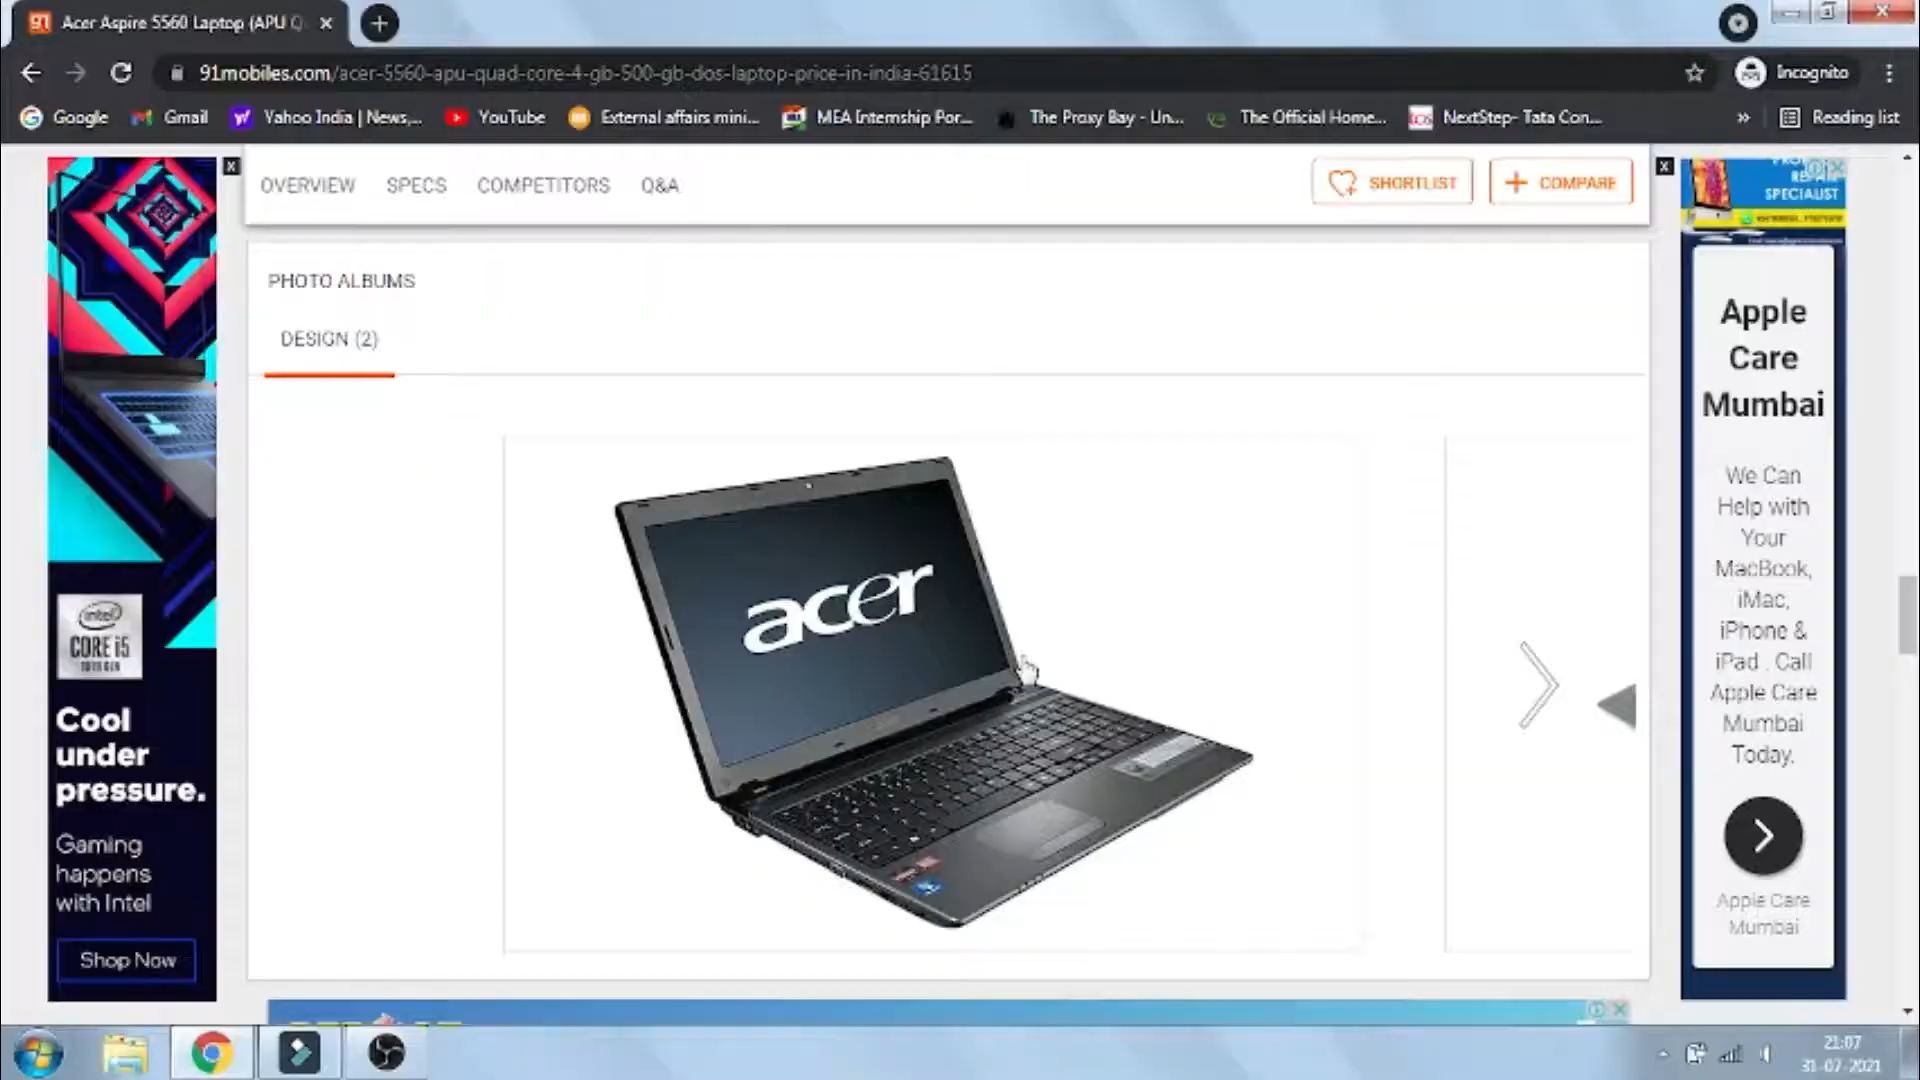 Acer Aspire 5560 Laptop (APU Q
91mobiles.com/acer-5560-apu-quad-core-4-gb-500-gb-dos-laptop-price-in-india-61615
Incognito
Google
Gmail
Yahoo India | News,...
YouTube
External affairs mini...
MEA Internship Por...
The Proxy Bay - Un...
The Official Home...
NextStep- Tata Con...
»
Reading list
OVERVIEW
SPECS
COMPETITORS
Q&A
SHORTLIST
COMPARE
PHOTO ALBUMS
DESIGN (2)
acer
intel
CORE i5
Cool
under
pressure.
Gaming
happens
with Intel
Shop Now
SPECIALIST
Apple
Care
Mumbai
We Can
Help with
Your
MacBook,
iMac,
iPhone &
iPad . Call
Apple Care
Mumbai
Today.
Apple Care
Mumbai
21:07
31-07-2021